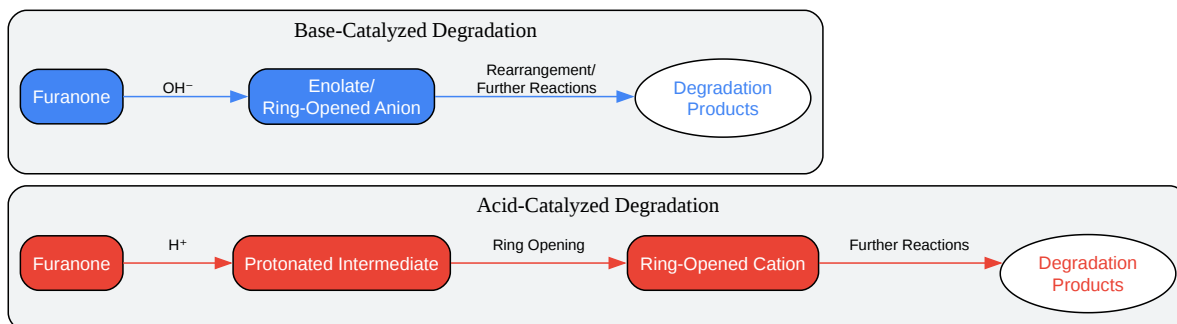 Base-Catalyzed Degradation
Furanone
OH⁻
Enolate/
Ring-Opened Anion
Rearrangement/
Further Reactions
Degradation
Products
Acid-Catalyzed Degradation
Furanone
H⁺
Protonated Intermediate
Ring Opening
Ring-Opened Cation
Further Reactions
Degradation
Products